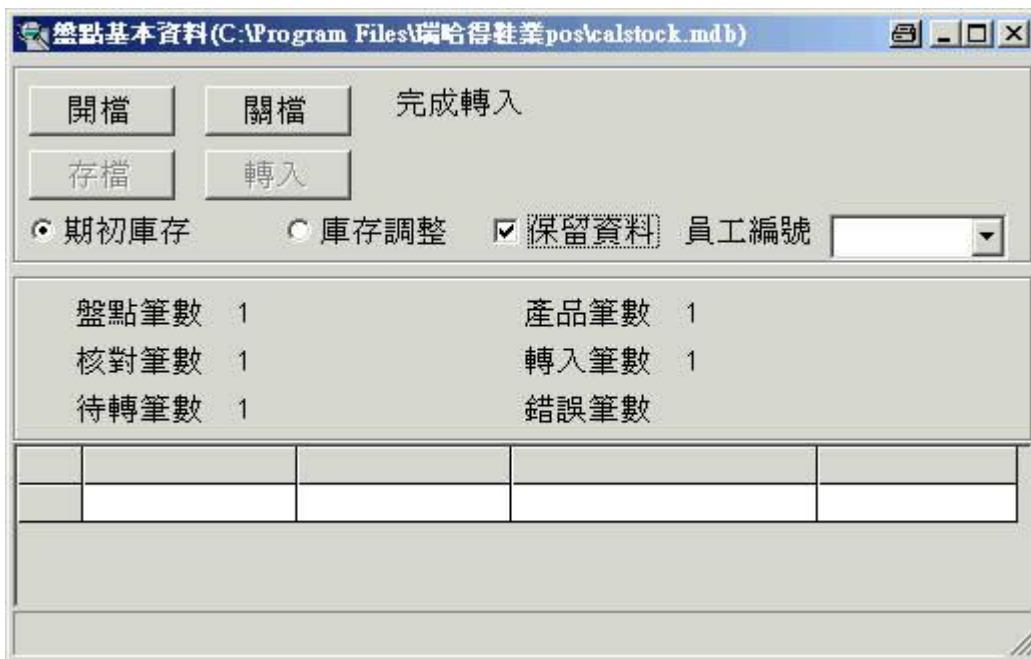 盤點基本資料(C:\Program Files\瑞哈得鞋業pos\calstock.mdb)
開檔 關檔 完成轉入
存檔 轉入
期初庫存 庫存調整 保留資料 員工編號
盤點筆數 1 產品筆數 1
核對筆數 1 轉入筆數 1
待轉筆數 1 錯誤筆數